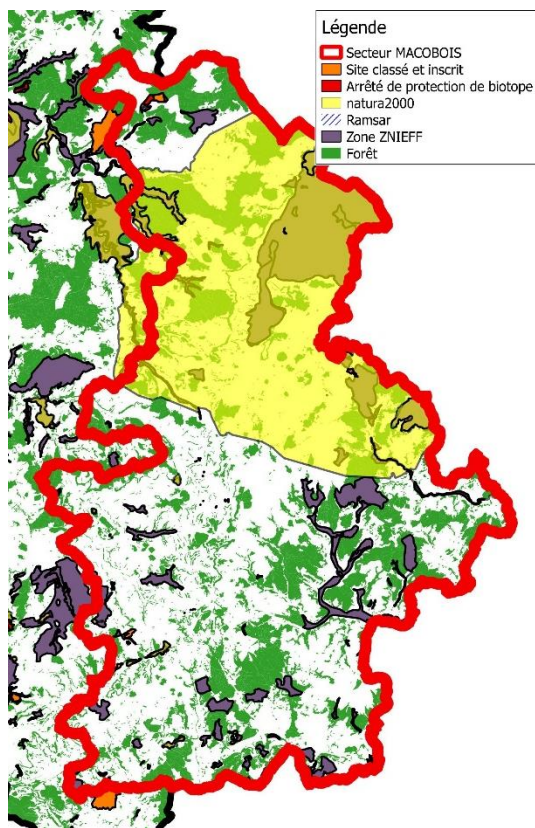 Légende
Secteur MACOBOIS
Site classé et inscrit
Arrêté de protection de biotope
natura2000
Ramsar
Zone ZNIEFF
Forêt